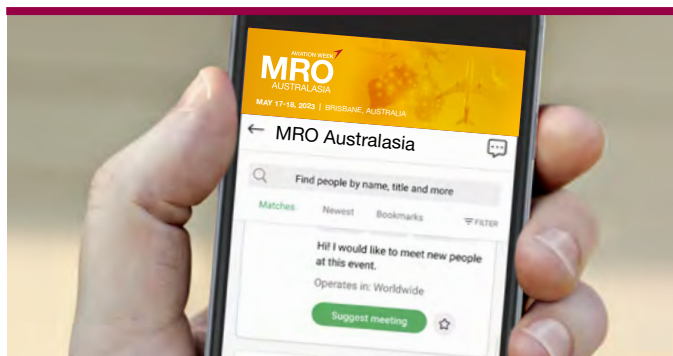 AVIATION WEEK
MRO
AUSTRALASIA
MAY 17-18, 2023 | BRISBANE, AUSTRALIA
MRO Australasia
Find people by name, title and more
Matches Newest Bookmarks FILTER
Hi! I would like to meet new people
at this event.
Operates in: Worldwide
Suggest meeting